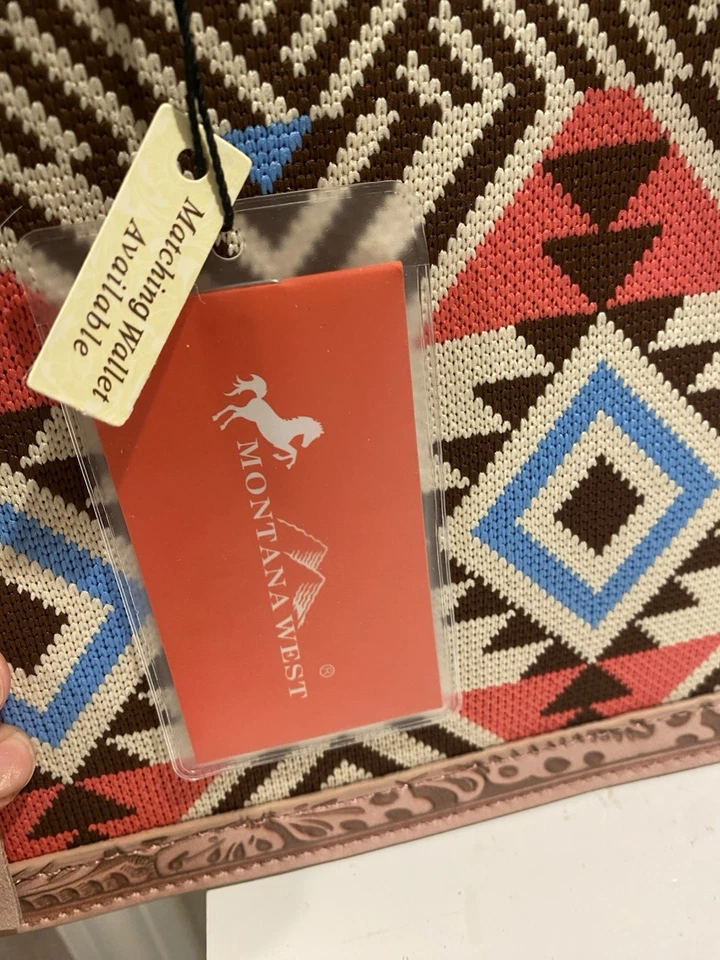 Matching Wallet
Available
MONTANA WEST
®